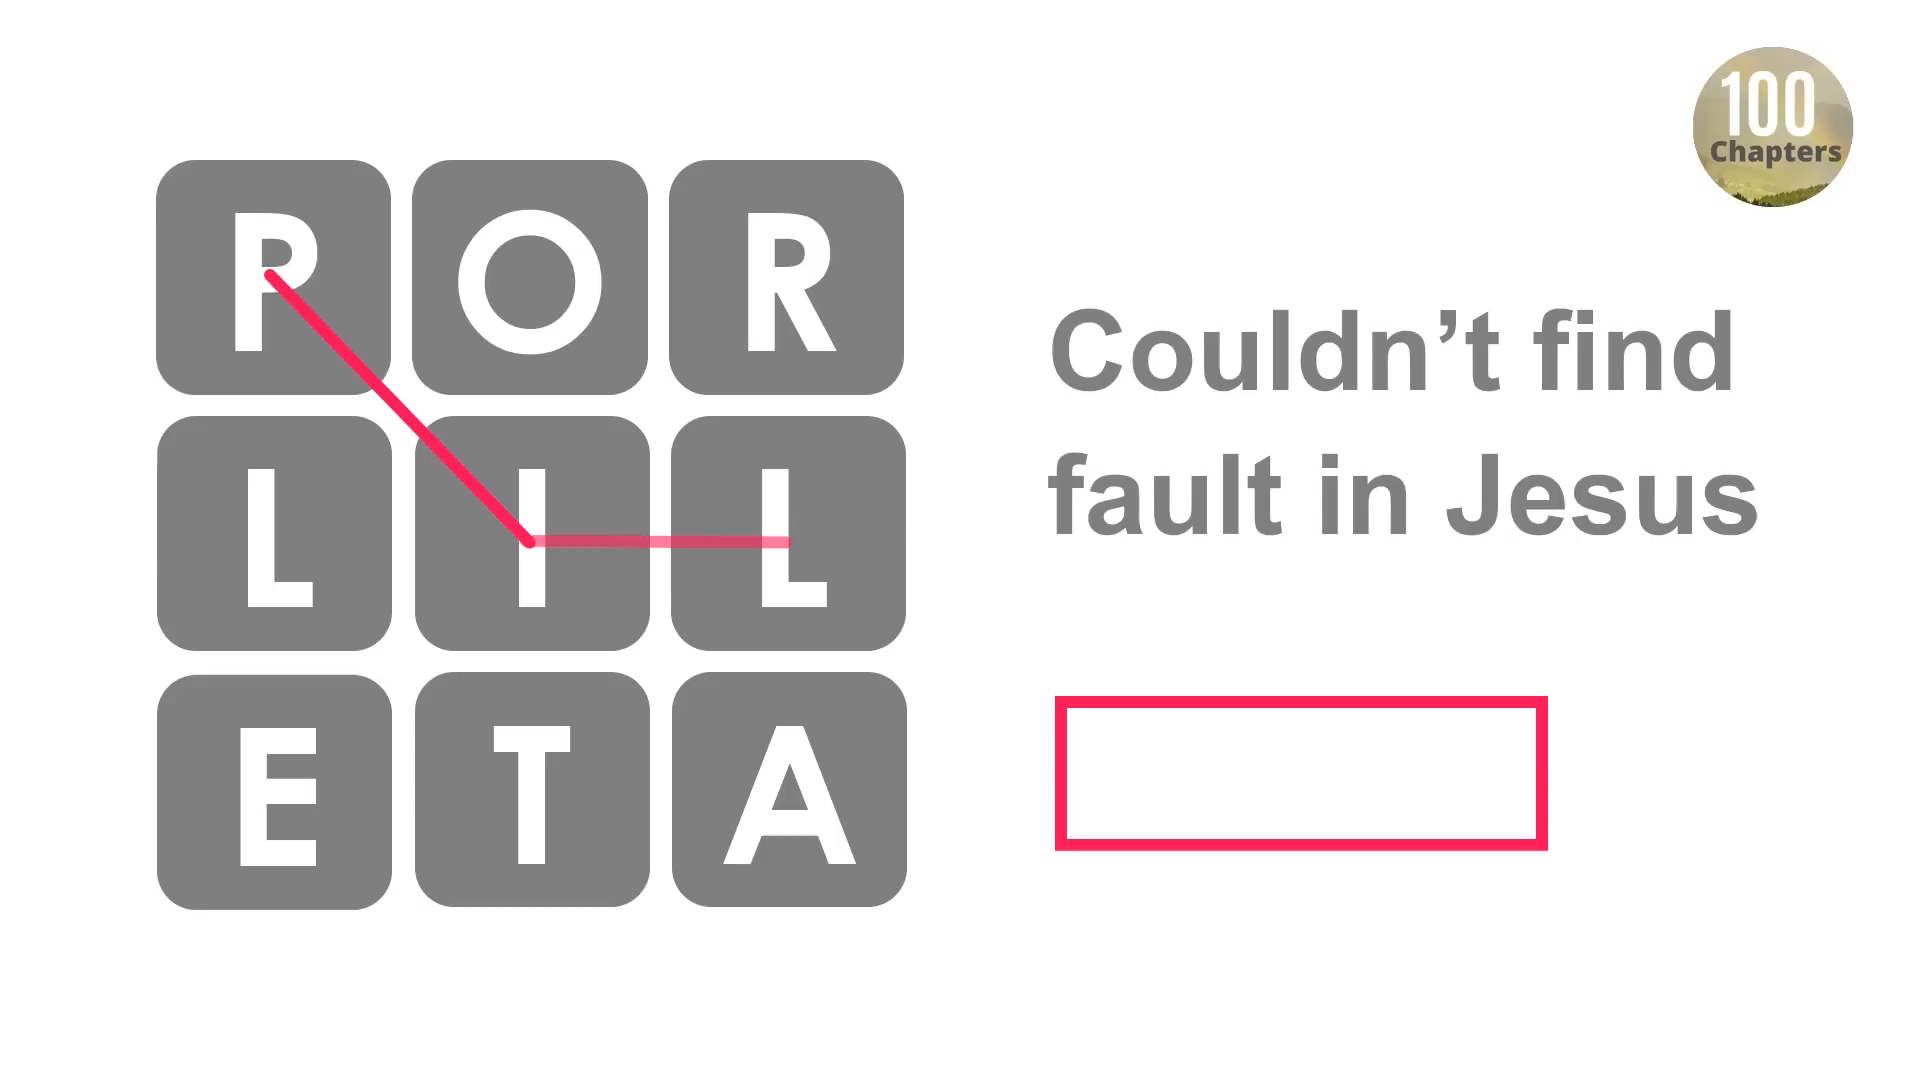 100
Chapters
P O R
Couldn’t find
L I L
fault in Jesus
E T A